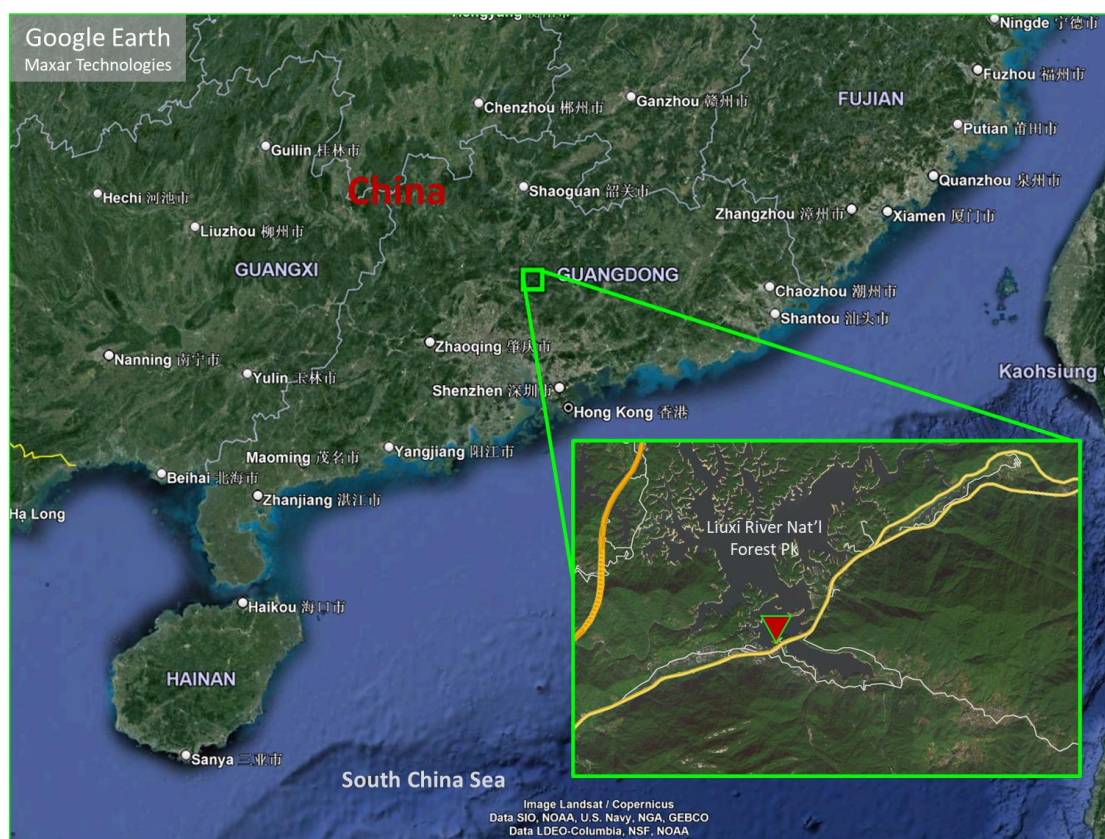 Hengyang 衡阳市
Ningde 宁德市
Google Earth
Maxar Technologies
Fuzhou 福州市
Chenzhou 郴州市
Ganzhou 赣州市
FUJIAN
Putian 莆田市
Guilin 桂林市
China
Shaoguan 韶关市
Quanzhou 泉州市
Hechi 河池市
Zhangzhou 漳州市
Xiamen 厦门市
Liuzhou 柳州市
GUANGXI
GUANGDONG
Chaozhou 潮州市
Shantou 汕头市
Zhaoqing 肇庆市
Nanning 南宁市
Yulin 玉林市
Kaohsiung
Shenzhen 深圳市
Hong Kong 香港
Yangjiang 阳江市
Maoming 茂名市
Beihai 北海市
Zhanjiang 湛江市
Hạ Long
Liuxi River Nat’l
Forest Pk
Haikou 海口市
HAINAN
Sanya 三亚市
South China Sea
Image Landsat / Copernicus
Data SIO, NOAA, U.S. Navy, NGA, GEBCO
Data LDEO-Columbia, NSF, NOAA